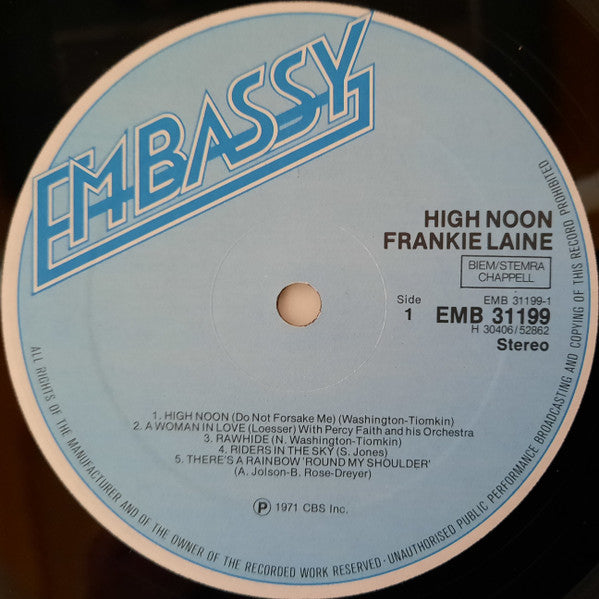 EMBASSY
HIGH NOON
FRANKIE LAINE
BIEM/STEMRA
CHAPPELL
Side
1
EMB 31199-1
EMB 31199
H 30406/52862
Stereo
1. HIGH NOON (Do Not Forsake Me) (Washington-Tiomkin)
2. A WOMAN IN LOVE (Loesser) With Percy Faith and his Orchestra
3. RAWHIDE (N. Washington-Tiomkin)
4. RIDERS IN THE SKY (S. Jones)
5. THERE'S A RAINBOW 'ROUND MY SHOULDER'
(A. Jolson-B. Rose-Dreyer)
℗ 1971 CBS Inc.
ALL RIGHTS OF THE MANUFACTURER AND OF THE OWNER OF THE RECORDED WORK RESERVED · UNAUTHORISED PUBLIC PERFORMANCE BROADCASTING AND COPYING OF THIS RECORD PROHIBITED